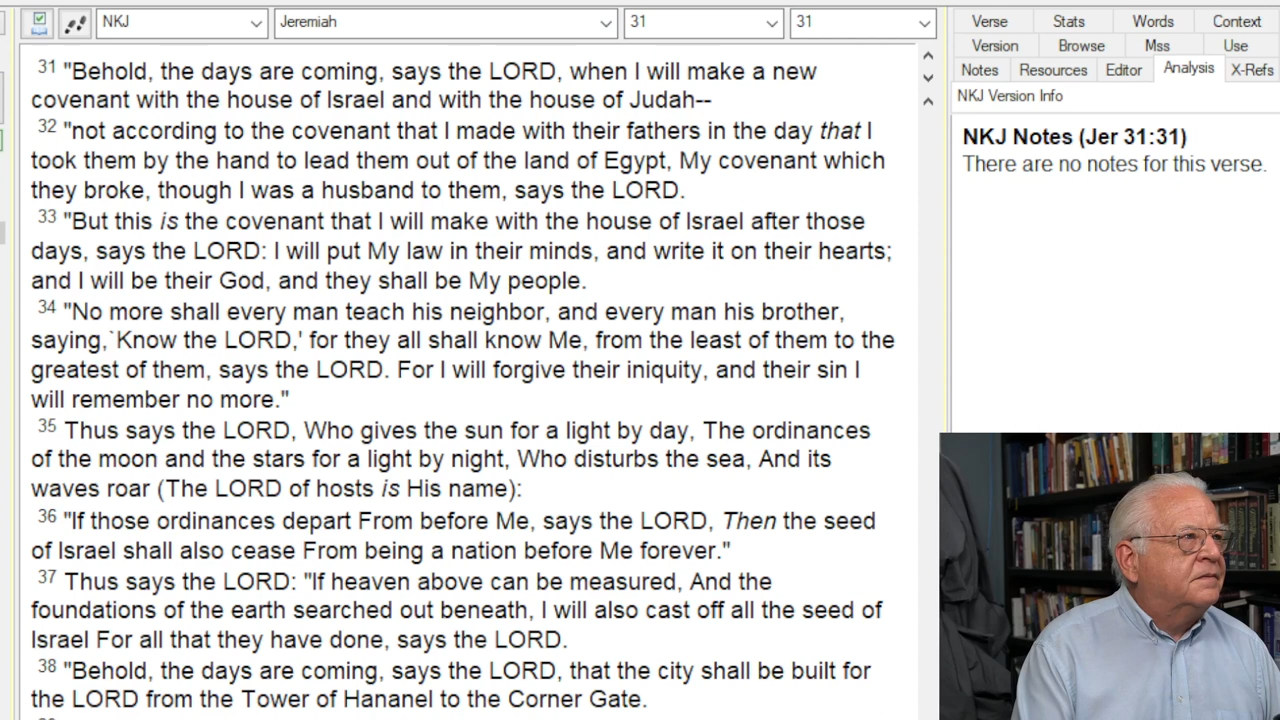 NKJ
Jeremiah
31
31
31 "Behold, the days are coming, says the LORD, when I will make a new
covenant with the house of Israel and with the house of Judah--
32 "not according to the covenant that I made with their fathers in the day that I
took them by the hand to lead them out of the land of Egypt, My covenant which
they broke, though I was a husband to them, says the LORD.
33 "But this is the covenant that I will make with the house of Israel after those
days, says the LORD: I will put My law in their minds, and write it on their hearts;
and I will be their God, and they shall be My people.
34 "No more shall every man teach his neighbor, and every man his brother,
saying,`Know the LORD,' for they all shall know Me, from the least of them to the
greatest of them, says the LORD. For I will forgive their iniquity, and their sin I
will remember no more."
35 Thus says the LORD, Who gives the sun for a light by day, The ordinances
of the moon and the stars for a light by night, Who disturbs the sea, And its
waves roar (The LORD of hosts is His name):
36 "If those ordinances depart From before Me, says the LORD, Then the seed
of Israel shall also cease From being a nation before Me forever."
37 Thus says the LORD: "If heaven above can be measured, And the
foundations of the earth searched out beneath, I will also cast off all the seed of
Israel For all that they have done, says the LORD.
38 "Behold, the days are coming, says the LORD, that the city shall be built for
the LORD from the Tower of Hananel to the Corner Gate.
Verse Stats Words Context
Version Browse Mss Use
Notes Resources Editor Analysis X-Refs
NKJ Version Info
NKJ Notes (Jer 31:31)
There are no notes for this verse.